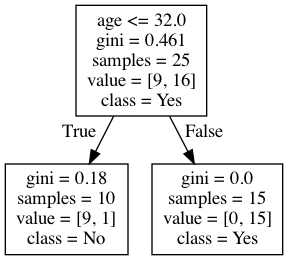 age <= 32.0
gini = 0.461
samples = 25
value = [9, 16]
class = Yes
True
False
gini = 0.18
samples = 10
value = [9, 1]
class = No
gini = 0.0
samples = 15
value = [0, 15]
class = Yes